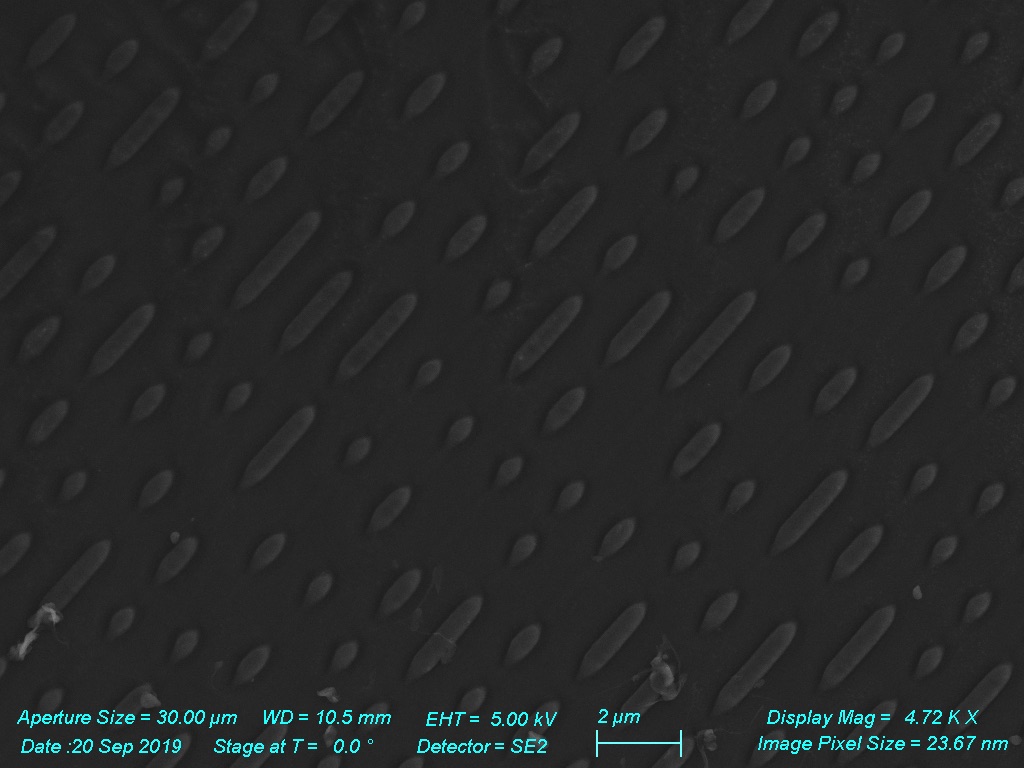 Aperture Size = 30.00 µm WD = 10.5 mm EHT = 5.00 kV 2 µm Display Mag = 4.72 K X
Date :20 Sep 2019 Stage at T = 0.0 ° Detector = SE2 Image Pixel Size = 23.67 nm